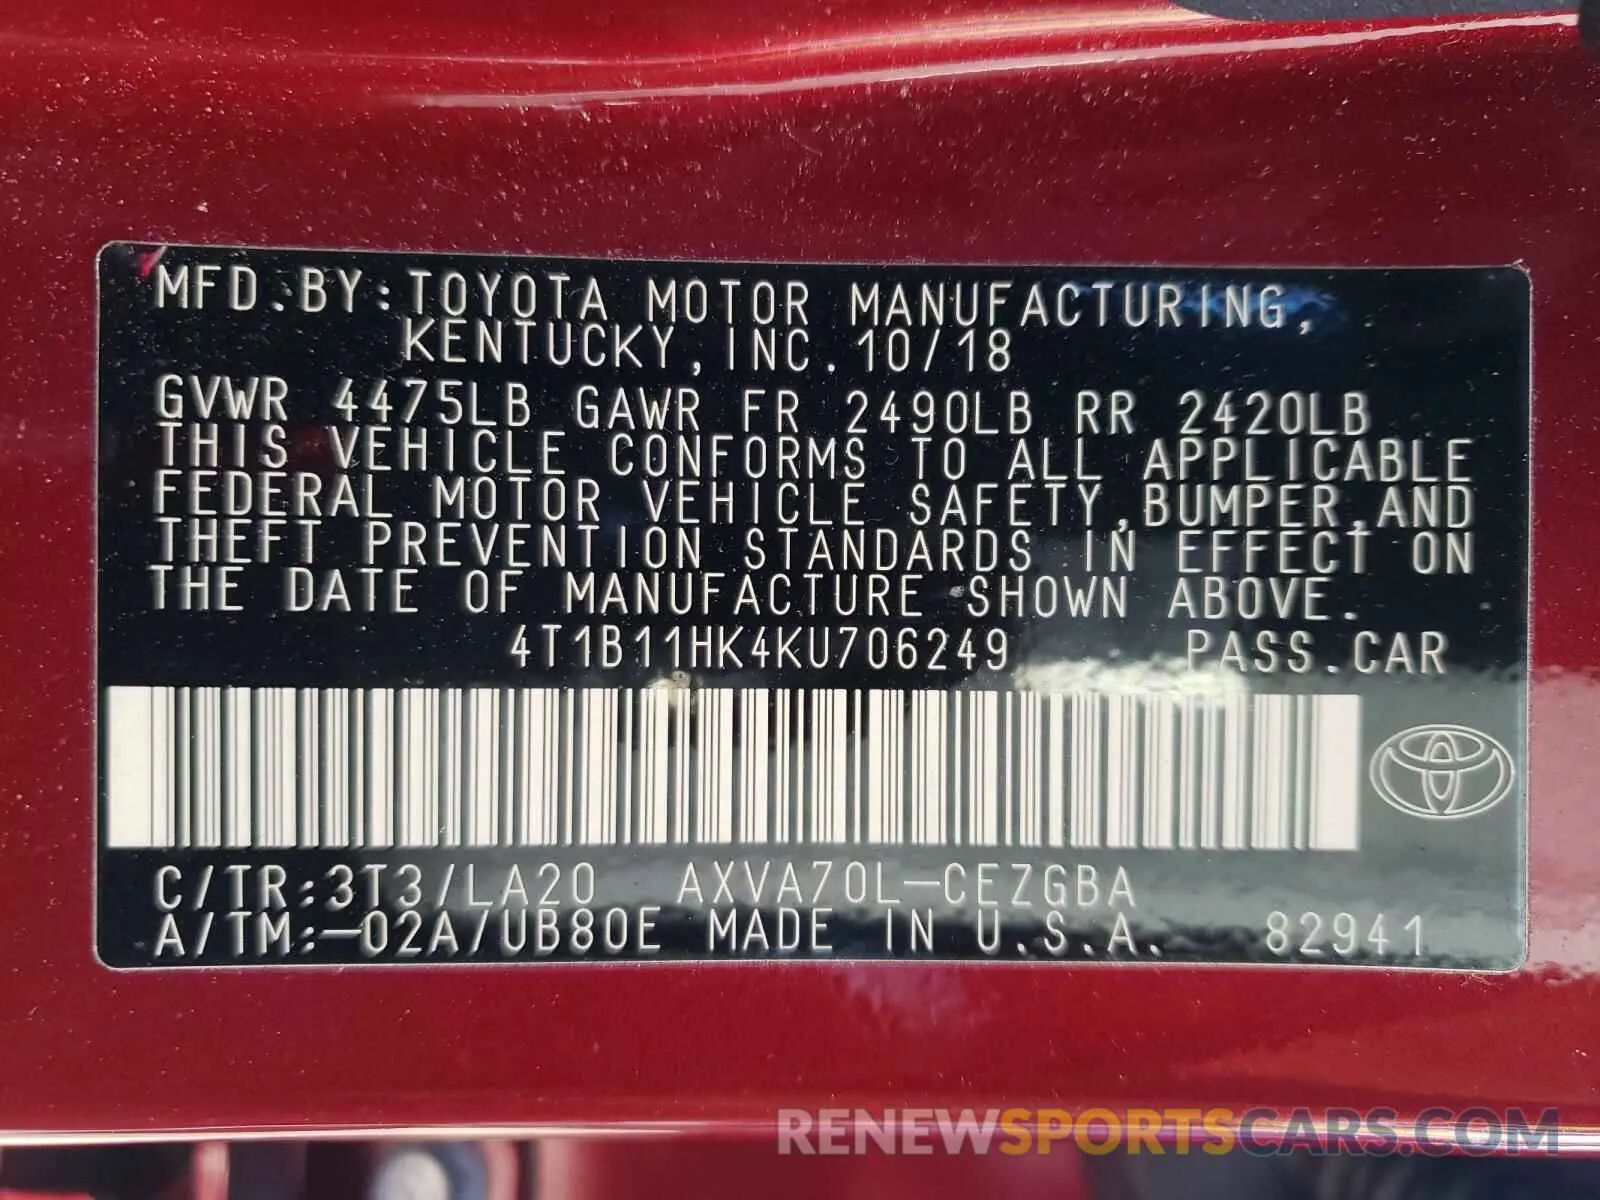 MFD.BY:TOYOTA MOTOR MANUFACTURING,
KENTUCKY,INC.10/18
GVWR 4475LB GAWR FR 2490LB RR 2420LB
THIS VEHICLE CONFORMS TO ALL APPLICABLE
FEDERAL MOTOR VEHICLE SAFETY,BUMPER,AND
THEFT PREVENTION STANDARDS IN EFFECT ON
THE DATE OF MANUFACTURE SHOWN ABOVE.
4T1B11HK4KU706249 PASS.CAR
C/TR:3T3/LA20 AXVA70L-CEZGBA
A/TM:-02A/UB80E MADE IN U.S.A. 82941
RENEWSPORTSCARS.COM